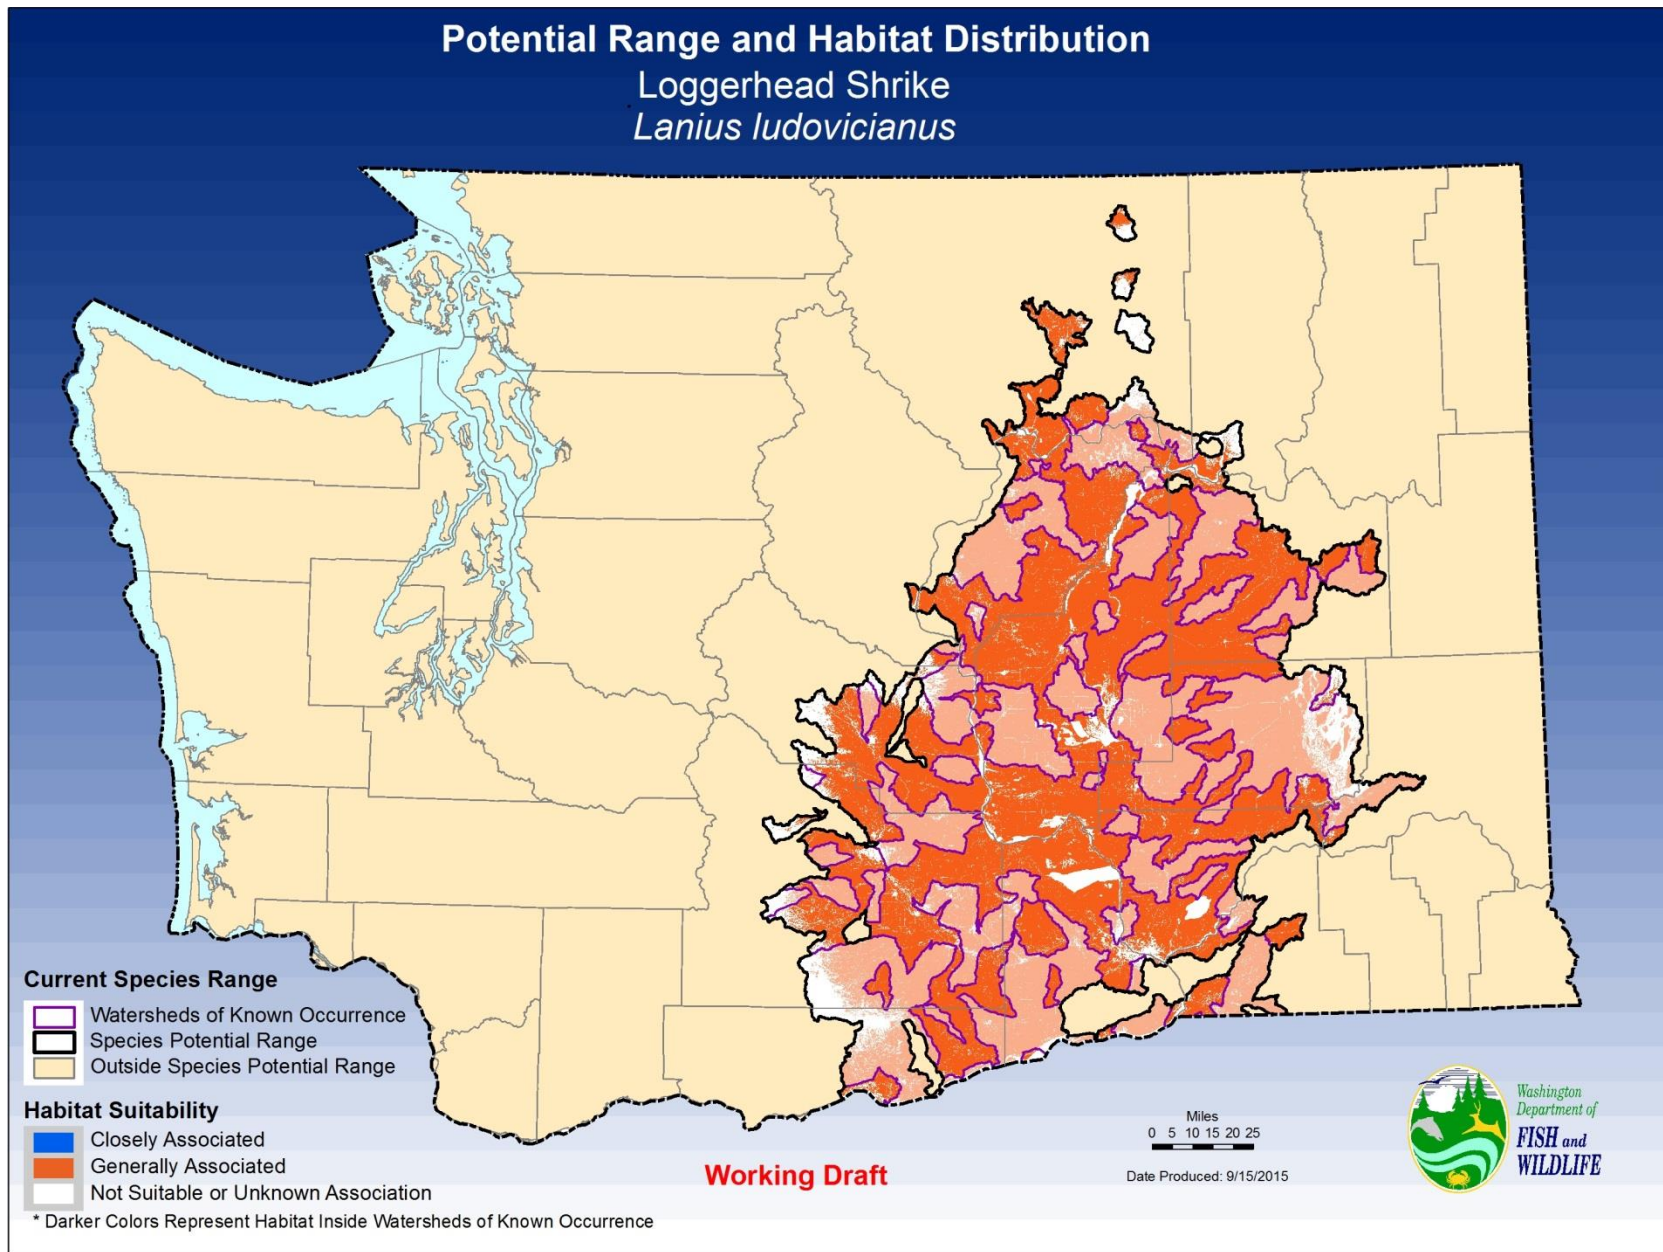 Potential Range and Habitat Distribution
Loggerhead Shrike
Lanius ludovicianus
Current Species Range
Watersheds of Known Occurrence
Species Potential Range
Outside Species Potential Range
Habitat Suitability
Closely Associated
Generally Associated
Not Suitable or Unknown Association
* Darker Colors Represent Habitat Inside Watersheds of Known Occurrence
Working Draft
Miles
0 5 10 15 20 25
Date Produced: 9/15/2015
Washington
Department of
FISH and
WILDLIFE